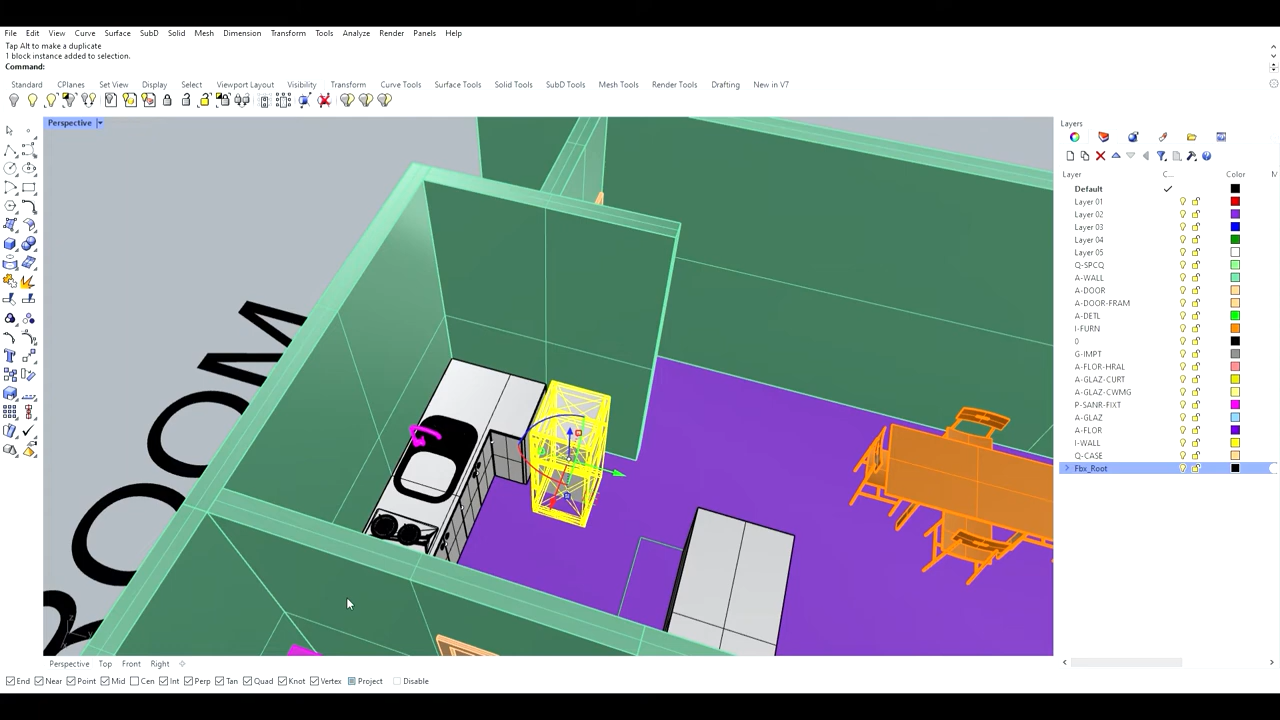 File Edit View Curve Surface SubD Solid Mesh Dimension Transform Tools Analyze Render Panels Help
Tap Alt to make a duplicate
1 block instance added to selection.
Command:
Standard CPlanes Set View Display Select Viewport Layout Visibility Transform Curve Tools Surface Tools Solid Tools SubD Tools Mesh Tools Render Tools Drafting New in V7
Perspective
Layers
Layer C... Color M
Default
Layer 01
Layer 02
Layer 03
Layer 04
Layer 05
Q-SPCQ
A-WALL
A-DOOR
A-DOOR-FRAM
A-DETL
I-FURN
0
G-IMPT
A-FLOR-HRAL
A-GLAZ-CURT
A-GLAZ-CWMG
P-SANR-FIXT
A-GLAZ
A-FLOR
I-WALL
Q-CASE
Fbx_Root
ROOM
Perspective Top Front Right
End Near Point Mid Cen Int Perp Tan Quad Knot Vertex Project Disable